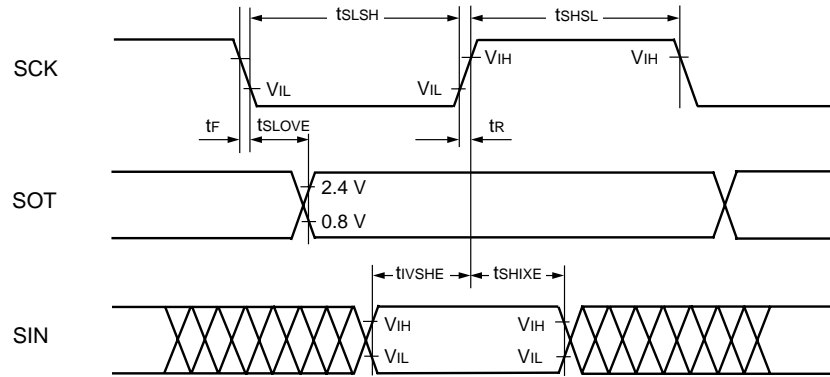 tSLSH tSHSL
SCK VIH VIH
VIL VIL
tF tSLOVE tR
SOT 2.4 V
0.8 V
tIVSHE tSHIXE
SIN VIH VIH
VIL VIL